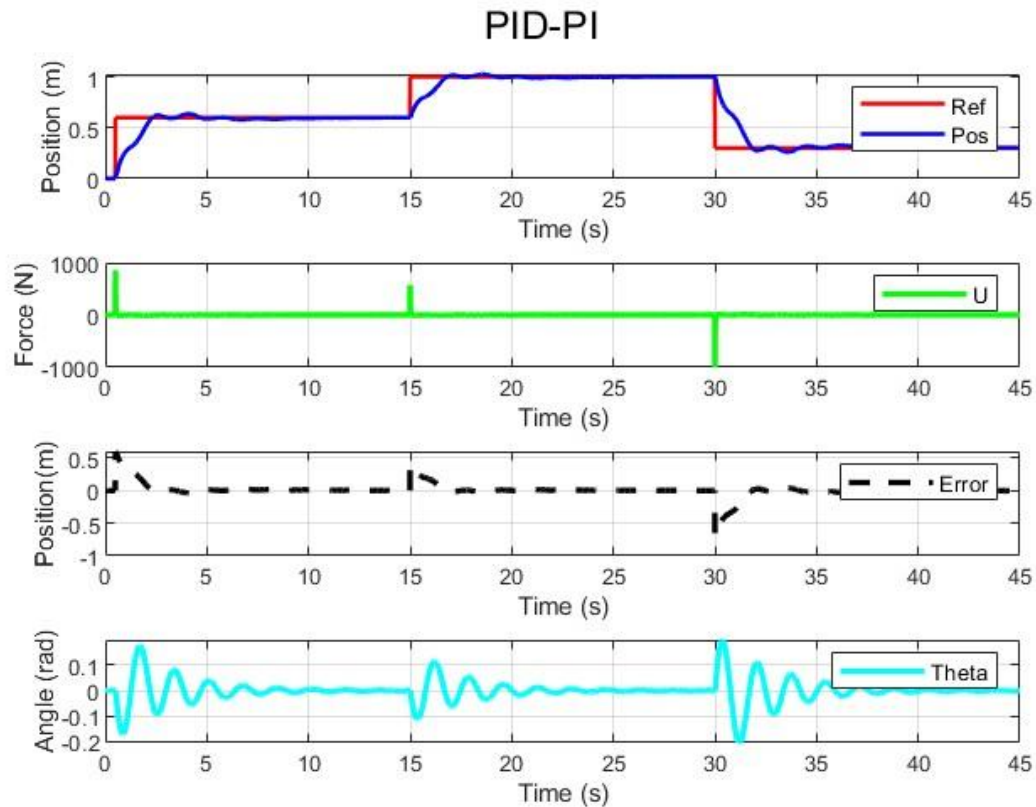 PID-PI
Position (m)
1
0.5
0
Ref
Pos
0 5 10 15 20 25 30 35 40 45
Time (s)
Force (N)
1000
0
-1000
U
0 5 10 15 20 25 30 35 40 45
Time (s)
Position(m)
0.5
0
-0.5
-1
Error
0 5 10 15 20 25 30 35 40 45
Time (s)
Angle (rad)
0.1
0
-0.1
-0.2
Theta
0 5 10 15 20 25 30 35 40 45
Time (s)